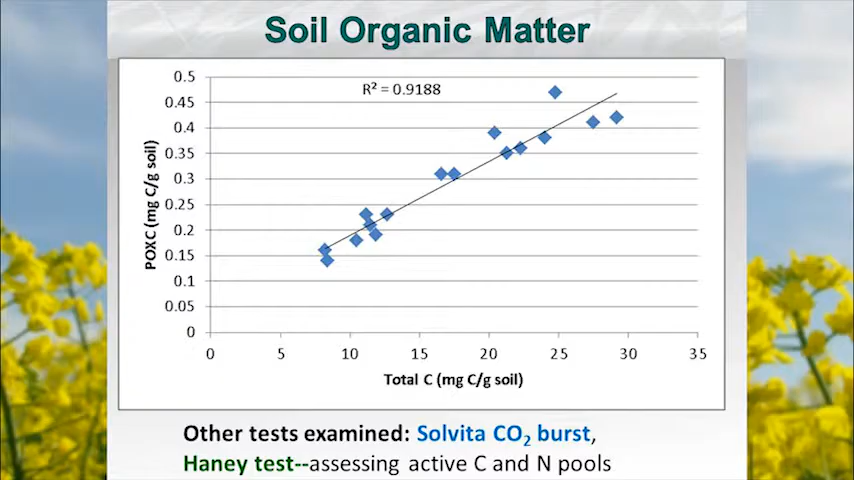 Soil Organic Matter
R² = 0.9188
0.5
0.45
0.4
0.35
0.3
0.25
0.2
0.15
0.1
0.05
0
POXC (mg C/g soil)
0 5 10 15 20 25 30 35
Total C (mg C/g soil)
Other tests examined: Solvita CO₂ burst,
Haney test--assessing active C and N pools